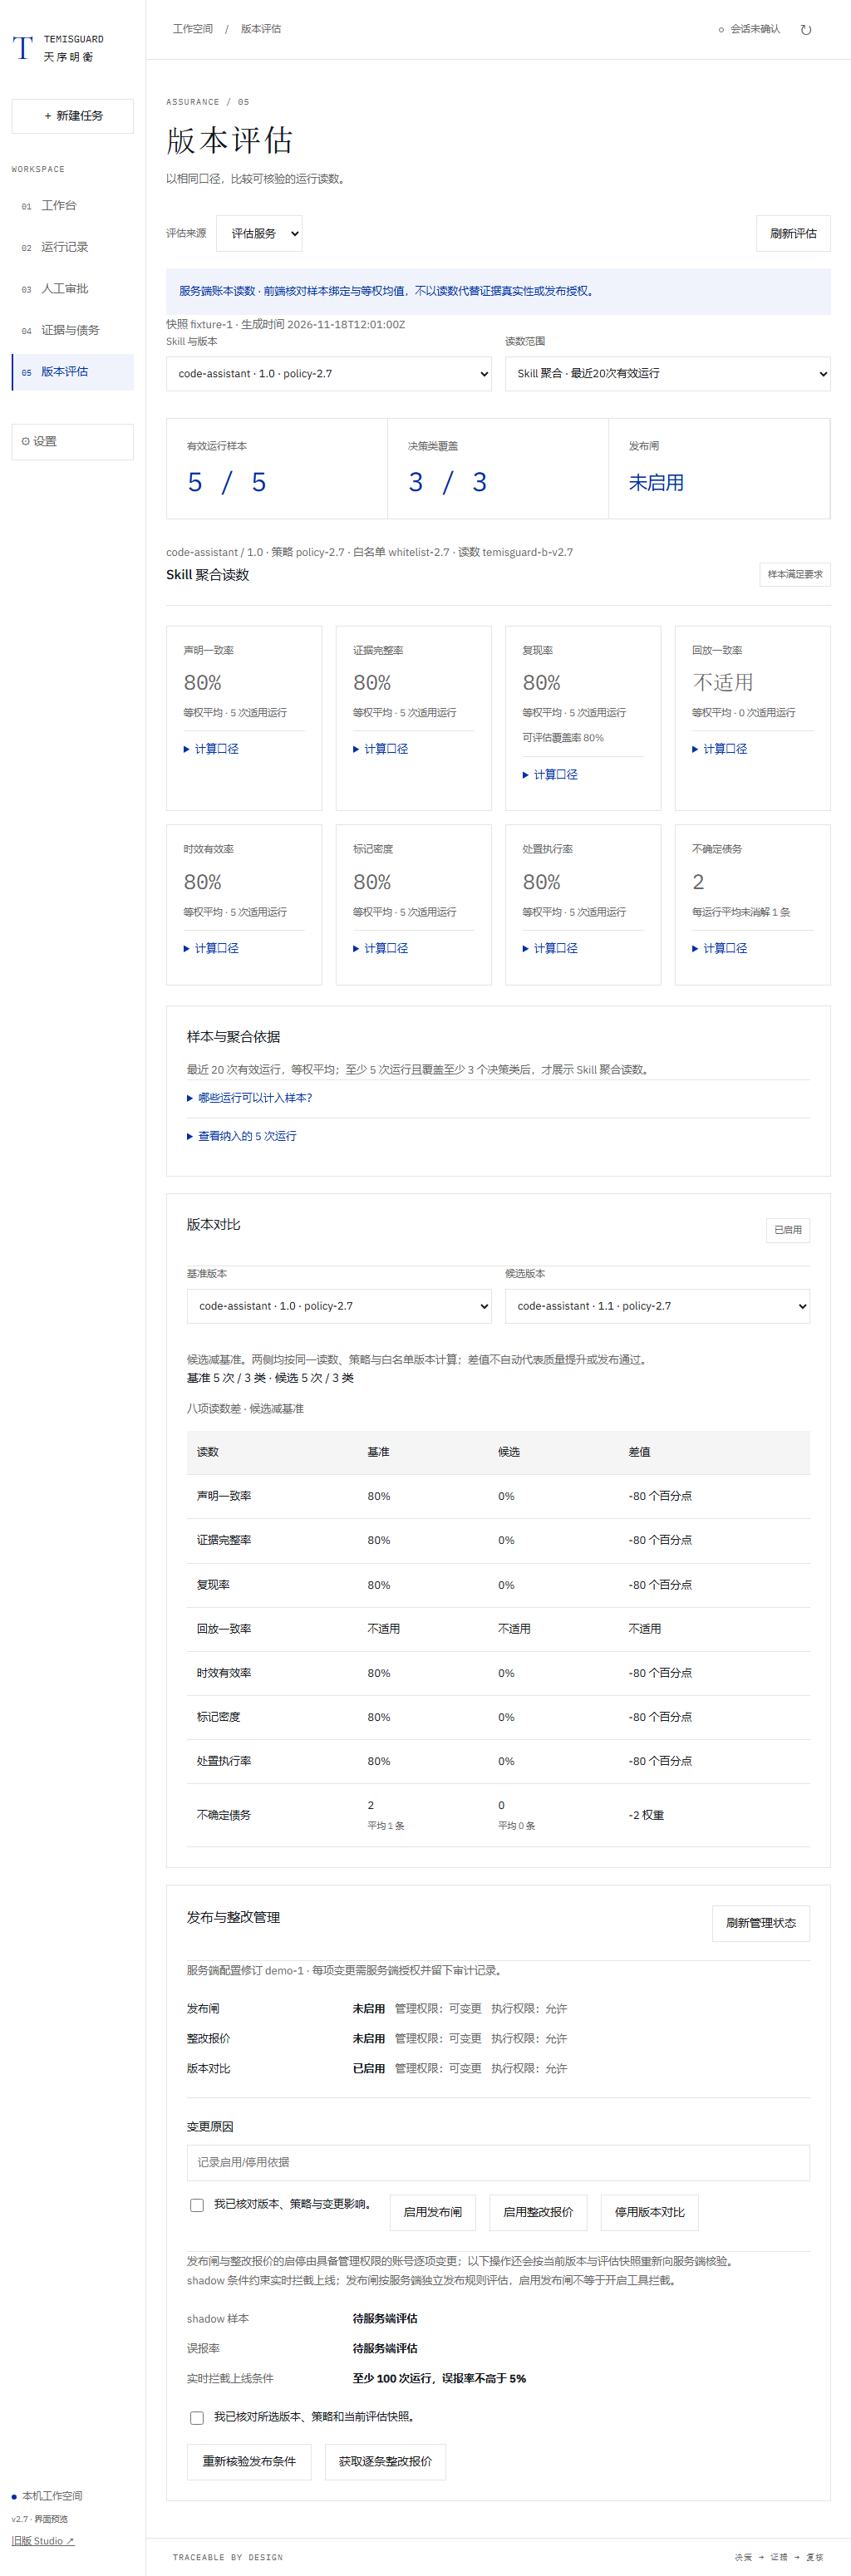 T TEMISGUARD
天序明衡
+ 新建任务
WORKSPACE
01 工作台
02 运行记录
03 人工审批
04 证据与债务
05 版本评估
⚙ 设置
工作空间 / 版本评估
会话未确认 ↻
ASSURANCE / 05
版本评估
以相同口径，比较可核验的运行读数。
评估来源 评估服务 刷新评估
服务端账本读数 · 前端核对样本绑定与等权均值，不以读数代替证据真实性或发布授权。
快照 fixture-1 · 生成时间 2026-11-18T12:01:00Z
Skill 与版本 读数范围
code-assistant · 1.0 · policy-2.7 Skill 聚合 · 最近20次有效运行
有效运行样本 决策类覆盖 发布闸
5 / 5 3 / 3 未启用
code-assistant / 1.0 · 策略 policy-2.7 · 白名单 whitelist-2.7 · 读数 temisguard-b-v2.7
Skill 聚合读数 样本满足要求
声明一致率 证据完整率 复现率 回放一致率
80% 80% 80% 不适用
等权平均 · 5 次适用运行 等权平均 · 5 次适用运行 等权平均 · 5 次适用运行 等权平均 · 0 次适用运行
可评估覆盖率 80%
▶ 计算口径 ▶ 计算口径 ▶ 计算口径 ▶ 计算口径
时效有效率 标记密度 处置执行率 不确定债务
80% 80% 80% 2
等权平均 · 5 次适用运行 等权平均 · 5 次适用运行 等权平均 · 5 次适用运行 每运行平均未消解 1 条
▶ 计算口径 ▶ 计算口径 ▶ 计算口径 ▶ 计算口径
样本与聚合依据
最近 20 次有效运行，等权平均；至少 5 次运行且覆盖至少 3 个决策类后，才展示 Skill 聚合读数。
▶ 哪些运行可以计入样本？
▶ 查看纳入的 5 次运行
版本对比 已启用
基准版本 候选版本
code-assistant · 1.0 · policy-2.7 code-assistant · 1.1 · policy-2.7
候选减基准。两侧均按同一读数、策略与白名单版本计算；差值不自动代表质量提升或发布通过。
基准 5 次 / 3 类 · 候选 5 次 / 3 类
八项读数差 · 候选减基准
读数 基准 候选 差值
声明一致率 80% 0% -80 个百分点
证据完整率 80% 0% -80 个百分点
复现率 80% 0% -80 个百分点
回放一致率 不适用 不适用 不适用
时效有效率 80% 0% -80 个百分点
标记密度 80% 0% -80 个百分点
处置执行率 80% 0% -80 个百分点
不确定债务 2 0 -2 权重
平均 1 条 平均 0 条
发布与整改管理 刷新管理状态
服务端配置修订 demo-1 · 每项变更需服务端授权并留下审计记录。
发布闸 未启用 管理权限：可变更 执行权限：允许
整改报价 未启用 管理权限：可变更 执行权限：允许
版本对比 已启用 管理权限：可变更 执行权限：允许
变更原因
记录启用/停用依据
我已核对版本、策略与变更影响。 启用发布闸 启用整改报价 停用版本对比
发布闸与整改报价的启停由具备管理权限的账号逐项变更；以下操作还会按当前版本与评估快照重新向服务端核验。
shadow 条件约束实时拦截上线；发布闸按服务端独立发布规则评估，启用发布闸不等于开启工具拦截。
shadow 样本 待服务端评估
误报率 待服务端评估
实时拦截上线条件 至少 100 次运行，误报率不高于 5%
我已核对所选版本、策略和当前评估快照。
重新核验发布条件 获取逐条整改报价
本机工作空间
v2.7 · 界面预览
旧版 Studio ↗
TRACEABLE BY DESIGN 决策 → 证据 → 复核